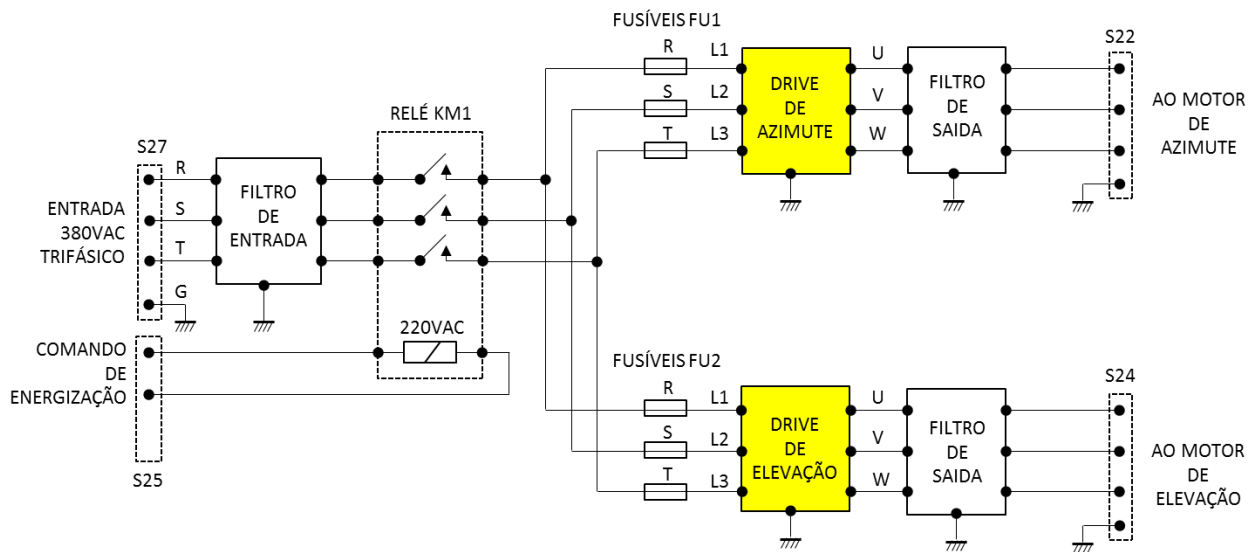 S27
R
S
T
G
ENTRADA
380VAC
TRIFÁSICO
FILTRO
DE
ENTRADA
RELÉ KM1
220VAC
COMANDO
DE
ENERGIZAÇÃO
S25
FUSÍVEIS FU1
R
S
T
L1
L2
L3
DRIVE
DE
AZIMUTE
U
V
W
FILTRO
DE
SAIDA
S22
AO MOTOR
DE
AZIMUTE
FUSÍVEIS FU2
R
S
T
L1
L2
L3
DRIVE
DE
ELEVAÇÃO
U
V
W
FILTRO
DE
SAIDA
S24
AO MOTOR
DE
ELEVAÇÃO